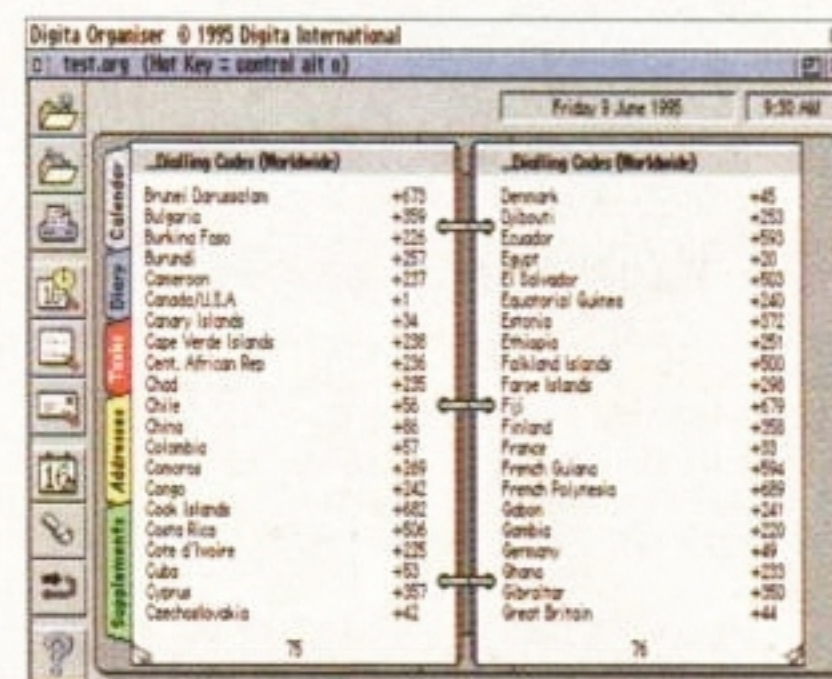 Digita Organiser © 1995 Digita International
test.org (Hot Key = control alt o)
Friday 9 June 1995 9:30 AM
Calendar
Diary
Tasks
Addresses
Supplements
...Dialling Codes (Worldwide)
Brunei Darussalam +673
Bulgaria +359
Burkina Faso +226
Burundi +257
Cameroon +237
Canada/U.S.A +1
Canary Islands +34
Cape Verde Islands +238
Cent. African Rep +236
Chad +235
Chile +56
China +86
Colombia +57
Comoros +269
Congo +242
Cook Islands +682
Costa Rica +506
Cote d'Ivoire +225
Cuba +53
Cyprus +357
Czechoslovakia +42
75
...Dialling Codes (Worldwide)
Denmark +45
Djibouti +253
Ecuador +593
Egypt +20
El Salvador +503
Equatorial Guinea +240
Estonia +372
Ethiopia +251
Falkland Islands +500
Faroe Islands +298
Fiji +679
Finland +358
France +33
French Guiana +594
French Polynesia +689
Gabon +241
Gambia +220
Germany +49
Ghana +233
Gibraltar +350
Great Britain +44
76